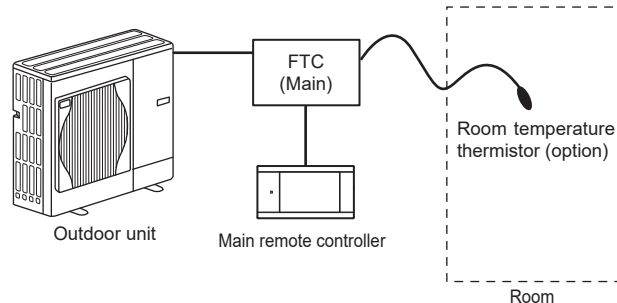 FTC
(Main)
Room temperature
thermistor (option)
Outdoor unit
Main remote controller
Room